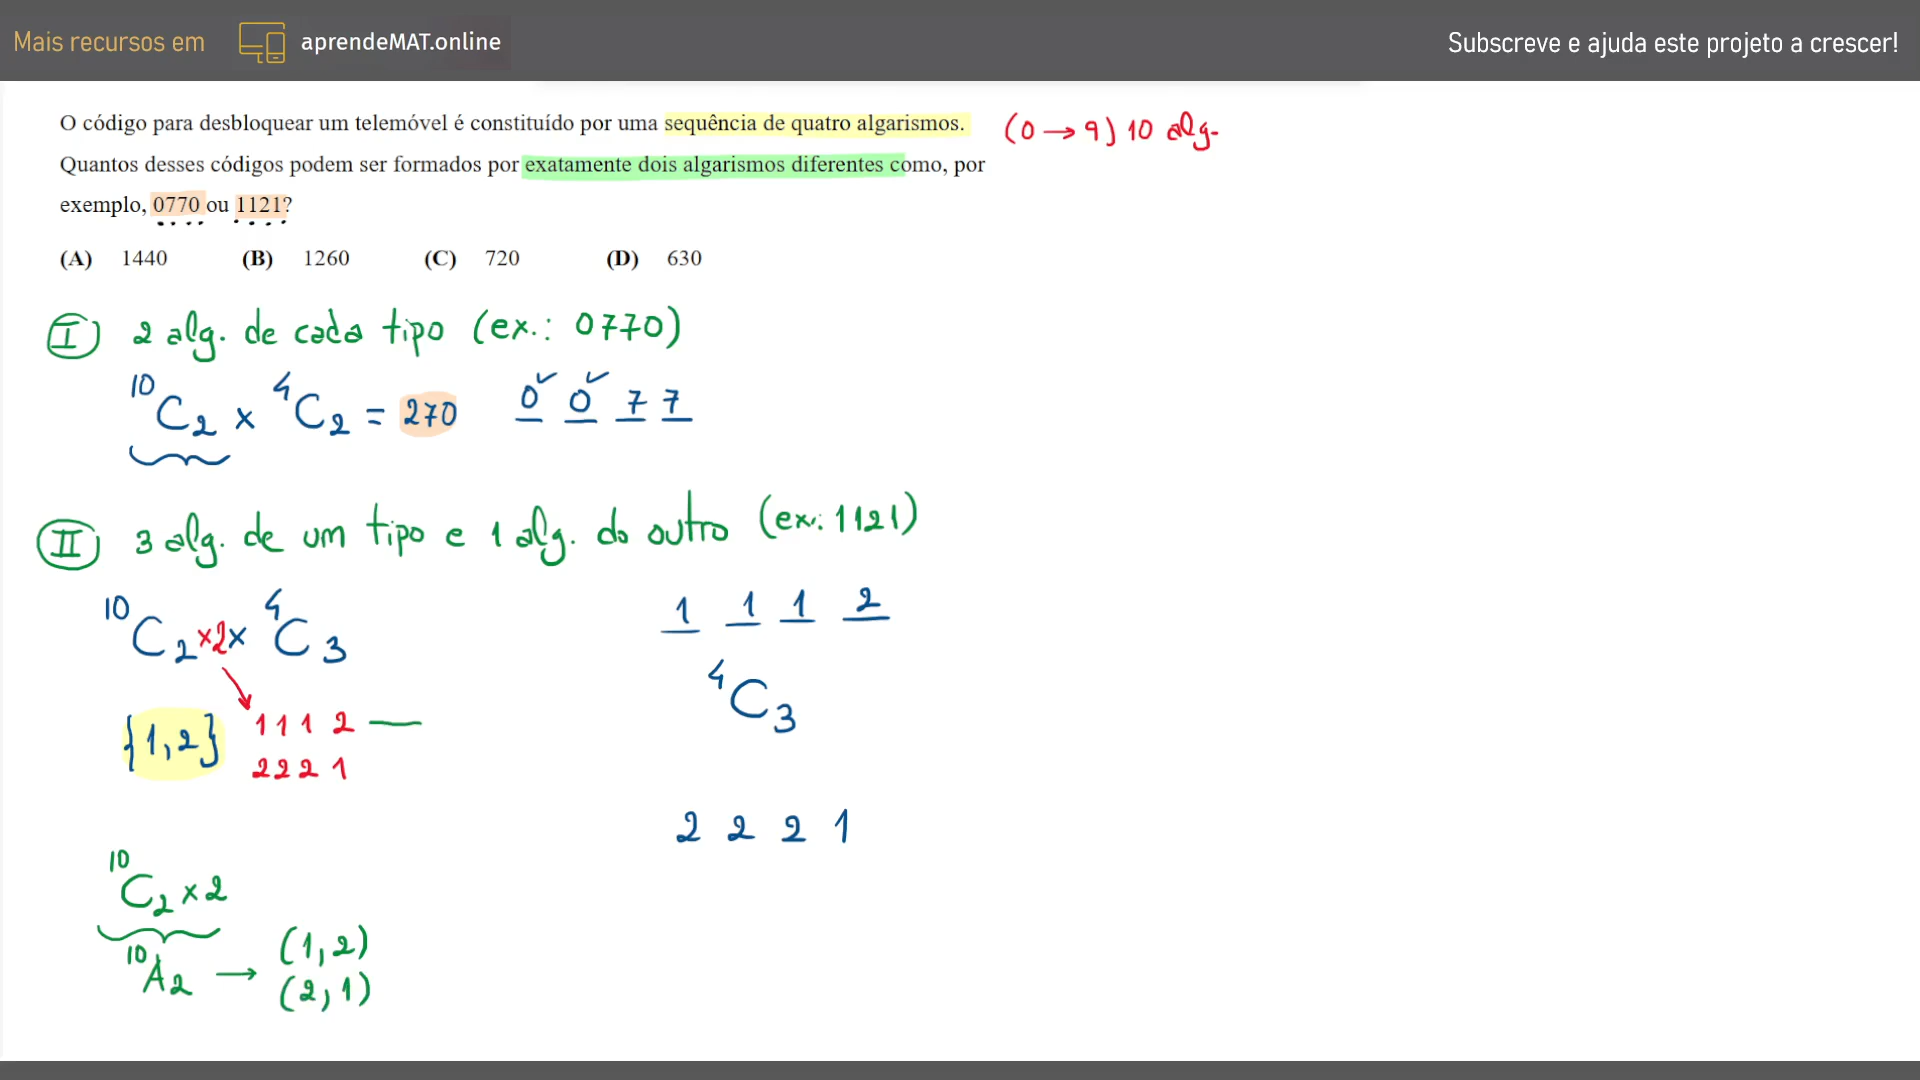 Mais recursos em aprendeMAT.online Subscreve e ajuda este projeto a crescer!
O código para desbloquear um telemóvel é constituído por uma sequência de quatro algarismos. (0 → 9) 10 alg.
Quantos desses códigos podem ser formados por exatamente dois algarismos diferentes como, por
exemplo, 0770 ou 1121?
(A) 1440 (B) 1260 (C) 720 (D) 630
I) 2 alg. de cada tipo (ex.: 0770)
¹⁰C₂ × ⁴C₂ = 270 0 0 7 7
II) 3 alg. de um tipo e 1 alg. do outro (ex.: 1121)
¹⁰C₂ ×2× ⁴C₃ 1 1 1 2
⁴C₃
{1,2} 1 1 1 2 —
2 2 2 1
2 2 2 1
¹⁰C₂ × 2
¹⁰A₂ → (1,2)
(2,1)